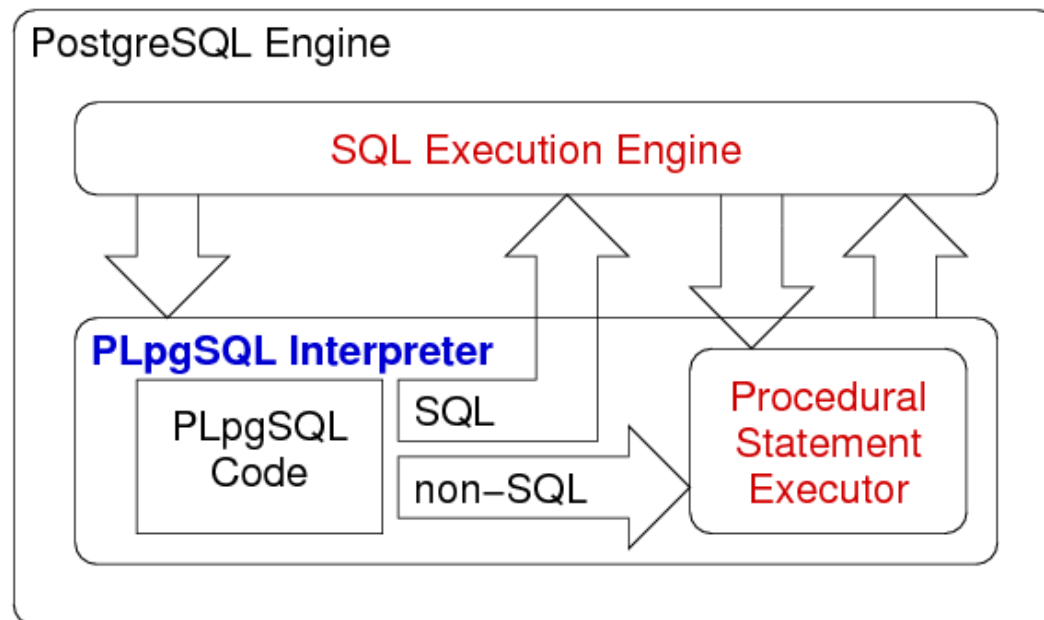 PostgreSQL Engine
SQL Execution Engine
PLpgSQL Interpreter
PLpgSQL
Code
SQL
non−SQL
Procedural
Statement
Executor